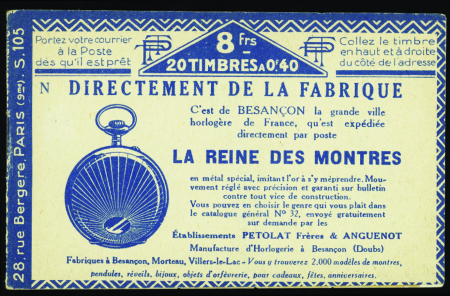 Portez votre courrier
à la Poste
dès qu'il est prêt
8 Frs
20 TIMBRES A 0f40
Collez le timbre
en haut et à droite
du côté de l'adresse
N DIRECTEMENT DE LA FABRIQUE
C'est de BESANÇON la grande ville
horlogère de France, qu'est expédiée
directement par poste
LA REINE DES MONTRES
en métal spécial, imitant l'or à s'y méprendre. Mou-
vement réglé avec précision et garanti sur bulletin
contre tout vice de construction.
Vous pouvez en choisir le genre qui vous plait dans
le catalogue général N° 32, envoyé gratuitement
sur demande par les
Établissements PETOLAT Frères & ANGUENOT
Manufacture d'Horlogerie à Besançon (Doubs)
Fabriques à Besançon, Morteau, Villers-le-Lac - Vous y trouverez 2.000 modèles de montres,
pendules, réveils, bijoux, objets d'orfèvrerie, pour cadeaux, fêtes, anniversaires.
28, rue Bergère, PARIS (9me). S. 105